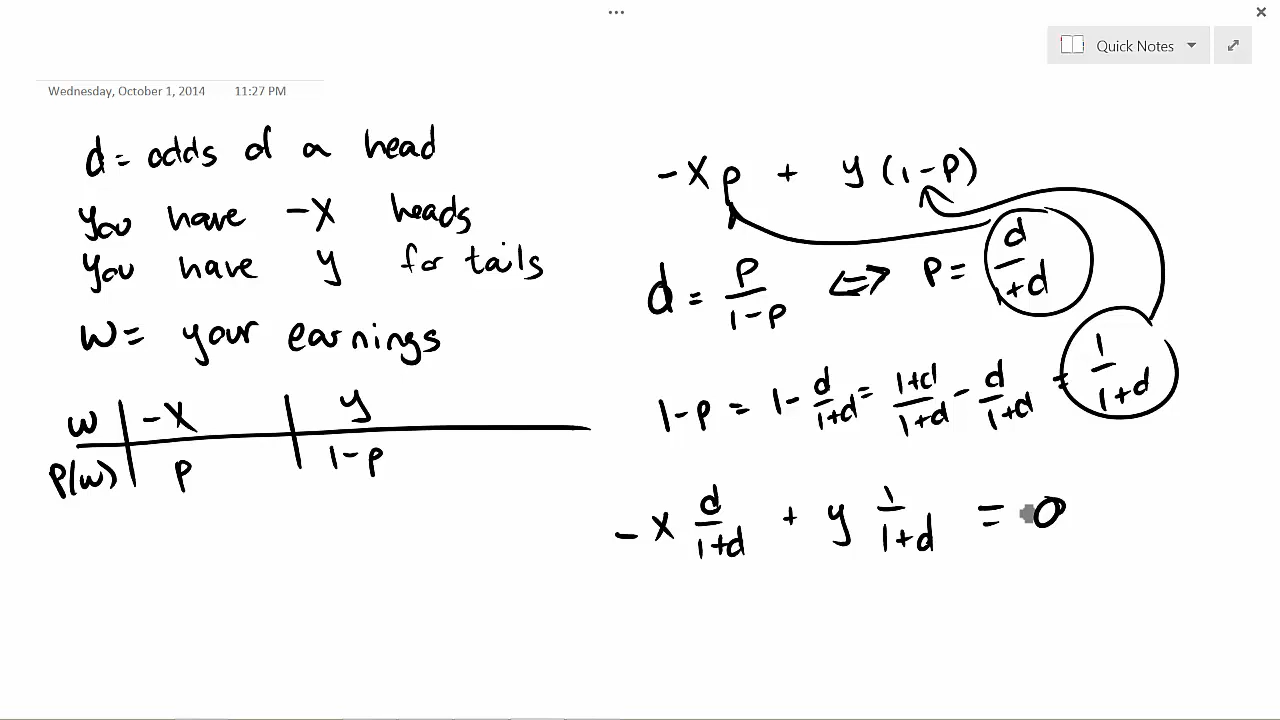 Quick Notes
Wednesday, October 1, 2014 11:27 PM
d = odds of a head
you have -X heads
you have y for tails
W = your earnings
W | -X | y
P(W) | p | 1-p
-X p + y (1-P)
d = P/(1-P) <=> P = d/(1+d)
1-P = 1 - d/(1+d) = (1+d)/(1+d) - d/(1+d) = 1/(1+d)
-X d/(1+d) + y 1/(1+d) = 0